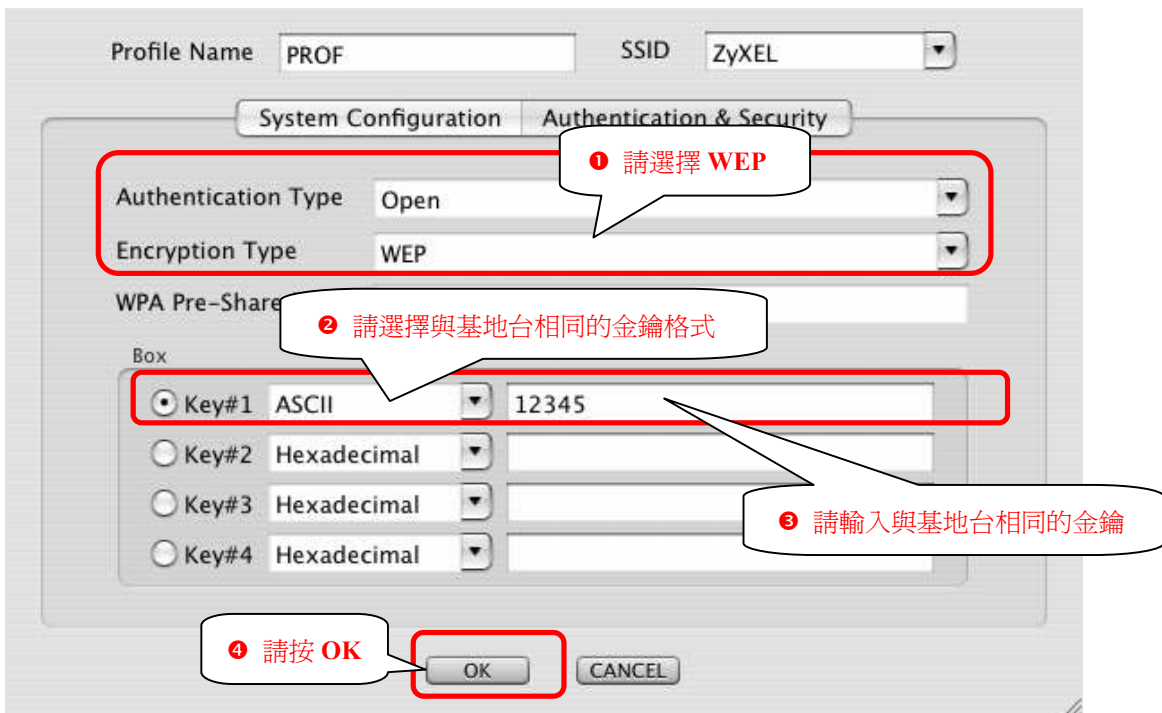 Profile Name PROF SSID ZyXEL
System Configuration Authentication & Security
❶ 請選擇 WEP
Authentication Type Open
Encryption Type WEP
WPA Pre-Share
❷ 請選擇與基地台相同的金鑰格式
Box
Key#1 ASCII 12345
Key#2 Hexadecimal
Key#3 Hexadecimal
❸ 請輸入與基地台相同的金鑰
Key#4 Hexadecimal
❹ 請按 OK
OK CANCEL